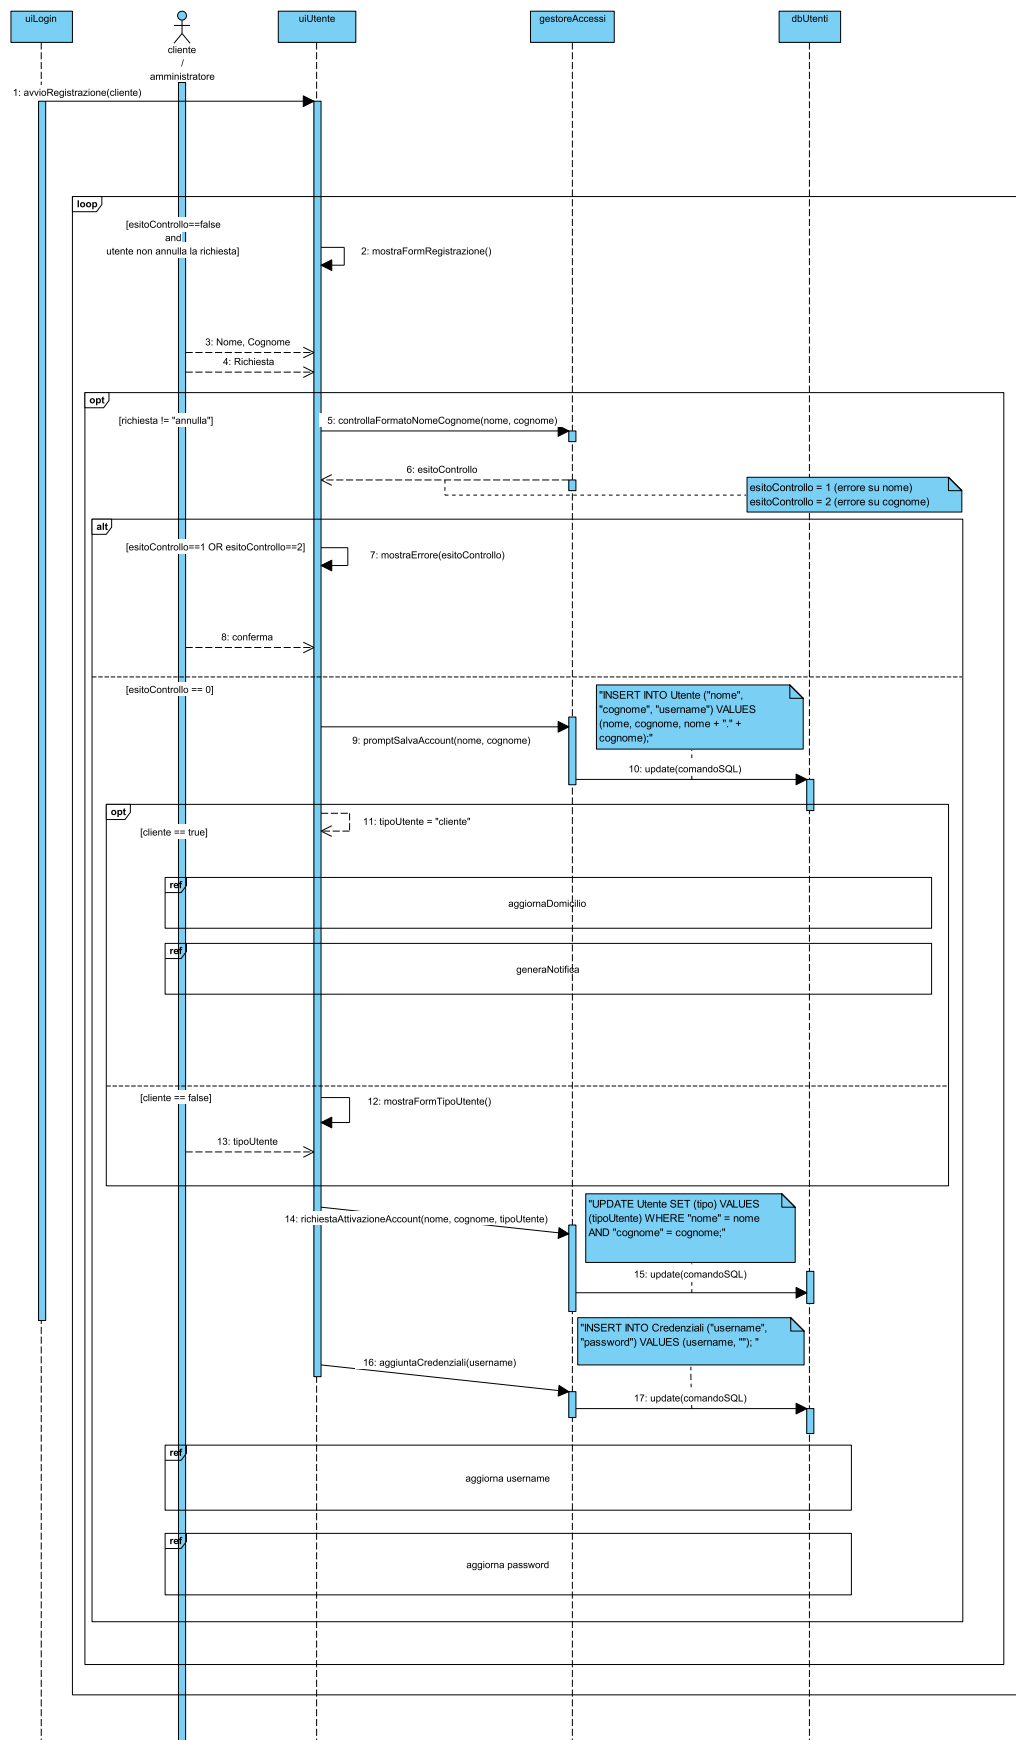 uiLogin
cliente
/
amministratore
uiUtente
gestoreAccessi
dbUtenti
1: avvioRegistrazione(cliente)
loop
[esitoControllo==false
and
utente non annulla la richiesta]
2: mostraFormRegistrazione()
3: Nome, Cognome
4: Richiesta
opt
[richiesta != "annulla"]
5: controllaFormatoNomeCognome(nome, cognome)
6: esitoControllo
esitoControllo = 1 (errore su nome)
esitoControllo = 2 (errore su cognome)
alt
[esitoControllo==1 OR esitoControllo==2]
7: mostraErrore(esitoControllo)
8: conferma
[esitoControllo == 0]
"INSERT INTO Utente ("nome",
"cognome", "username") VALUES
(nome, cognome, nome + "." +
cognome);"
9: promptSalvaAccount(nome, cognome)
10: update(comandoSQL)
opt
[cliente == true]
11: tipoUtente = "cliente"
ref
aggiornaDomicilio
ref
generaNotifica
[cliente == false]
12: mostraFormTipoUtente()
13: tipoUtente
"UPDATE Utente SET (tipo) VALUES
(tipoUtente) WHERE "nome" = nome
AND "cognome" = cognome;"
14: richiestaAttivazioneAccount(nome, cognome, tipoUtente)
15: update(comandoSQL)
"INSERT INTO Credenziali ("username",
"password") VALUES (username, ""); "
16: aggiuntaCredenziali(username)
17: update(comandoSQL)
ref
aggiorna username
ref
aggiorna password